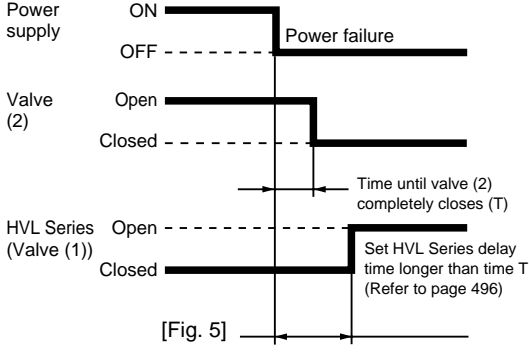 Power
supply
ON
OFF
Power failure
Valve
(2)
Open
Closed
Time until valve (2)
completely closes (T)
HVL Series
(Valve (1))
Open
Closed
Set HVL Series delay
time longer than time T
(Refer to page 496)
[Fig. 5]